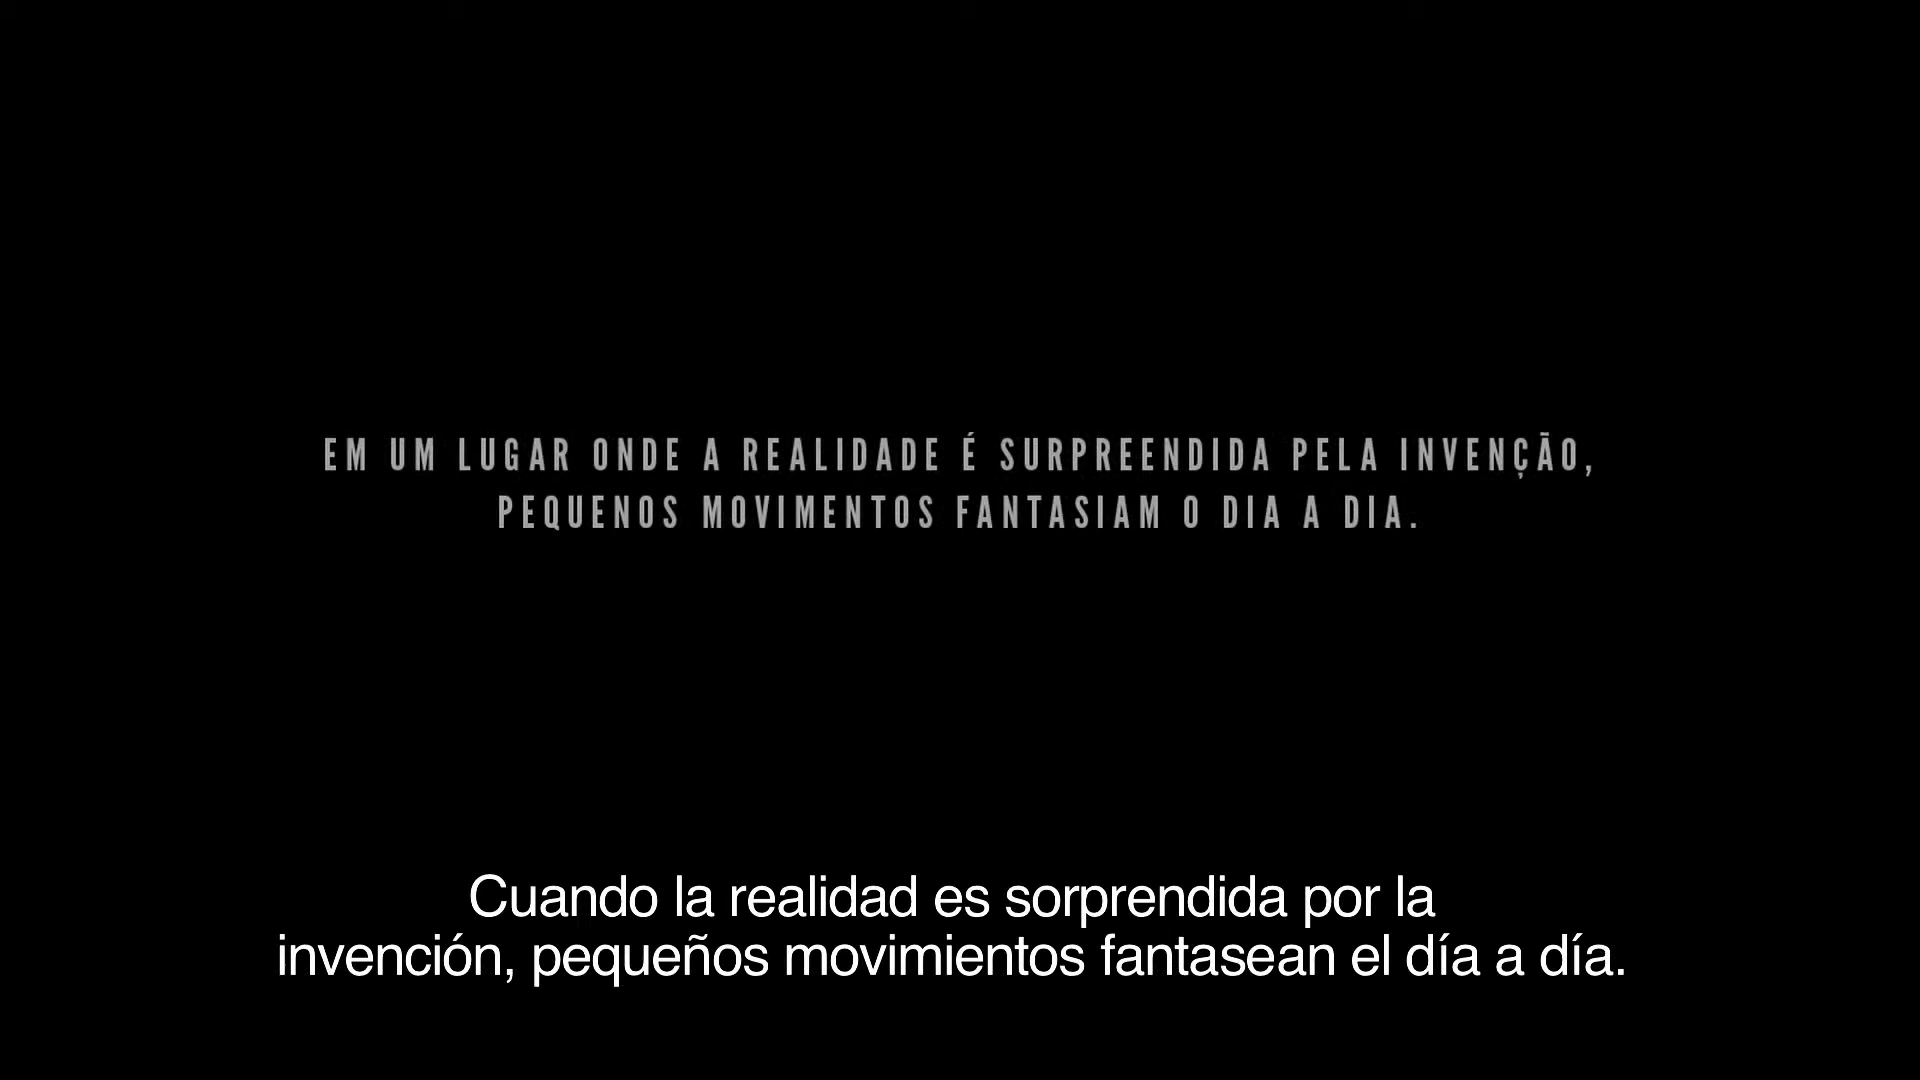 EM UM LUGAR ONDE A REALIDADE É SURPREENDIDA PELA INVENÇÃO,
PEQUENOS MOVIMENTOS FANTASIAM O DIA A DIA.
Cuando la realidad es sorprendida por la
invención, pequeños movimientos fantasean el día a día.